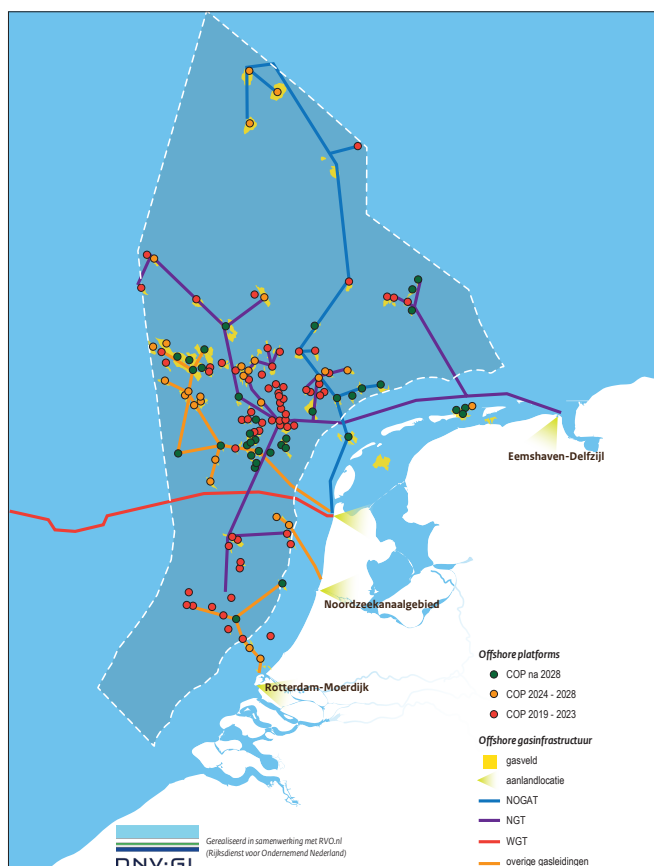 Eemshaven-Delfzijl
Noordzeekanaalgebied
Rotterdam-Moerdijk
Offshore platforms
COP na 2028
COP 2024 - 2028
COP 2019 - 2023
Offshore gasinfrastructuur
gasveld
aanlandlocatie
NOGAT
NGT
WGT
overige gasleidingen
Gerealiseerd in samenwerking met RVO.nl
(Rijksdienst voor Ondernemend Nederland)
DNV·GL